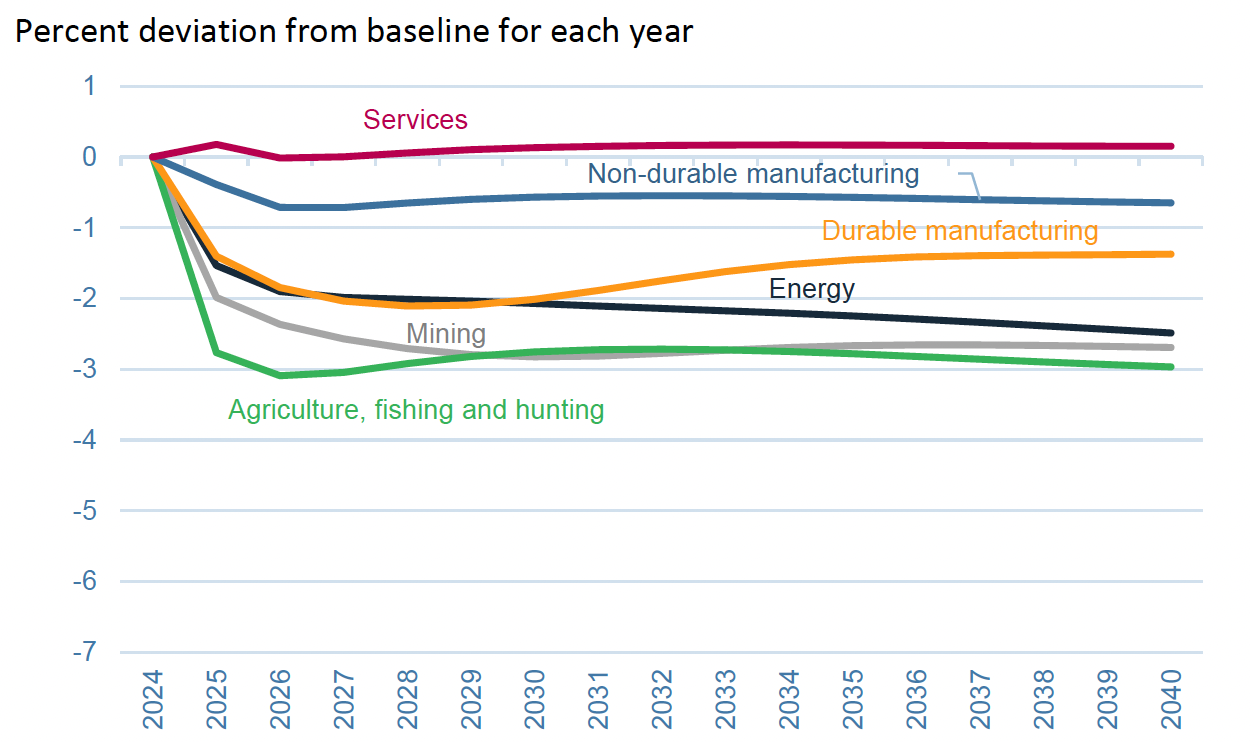 Percent deviation from baseline for each year
1
Services
0
Non-durable manufacturing
-1
Durable manufacturing
-2
Energy
Mining
-3
Agriculture, fishing and hunting
-4
-5
-6
-7
2024 2025 2026 2027 2028 2029 2030 2031 2032 2033 2034 2035 2036 2037 2038 2039 2040